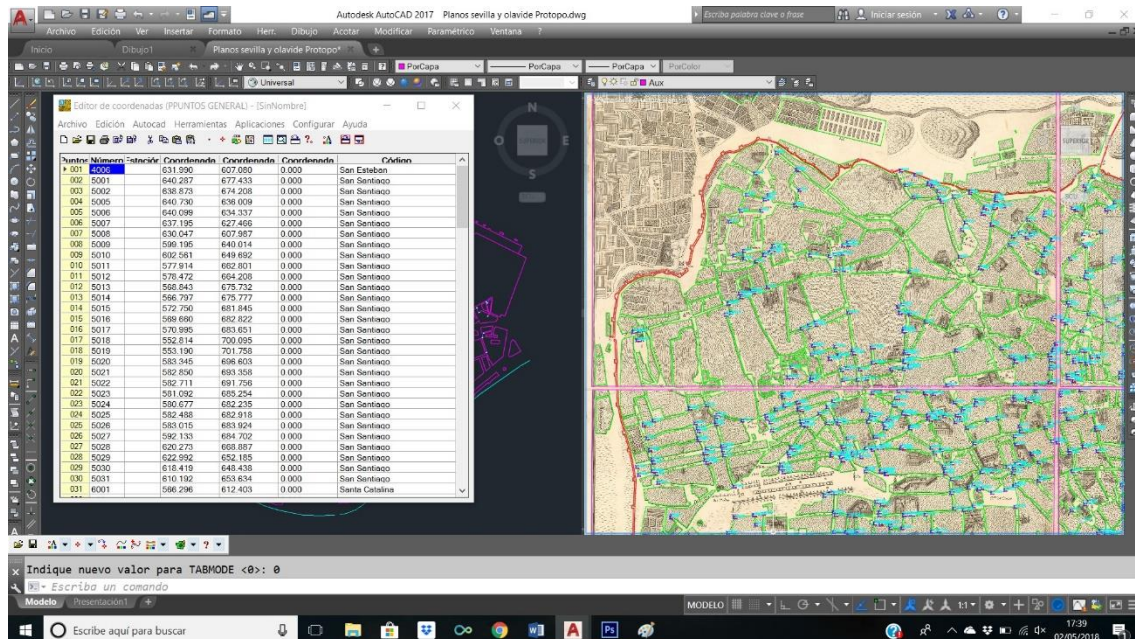 Autodesk AutoCAD 2017 Planos sevilla y olavide Protopo.dwg
Escriba palabra clave o frase
Iniciar sesión
Archivo Edición Ver Insertar Formato Herr. Dibujo Acotar Modificar Paramétrico Ventana ?
Inicio Dibujo1 Planos sevilla y olavide Protopo*
PorCapa PorCapa PorCapa PorColor
Universal Aux
Editor de coordenadas (PPUNTOS GENERAL) - [SinNombre]
Archivo Edición Autocad Herramientas Aplicaciones Configurar Ayuda
Puntos Número Estación Coordenada Coordenada Coordenada Código
001 4006 631.990 607.080 0.000 San Esteban
002 5001 640.287 677.433 0.000 San Santiago
003 5002 638.873 674.208 0.000 San Santiago
004 5005 640.730 636.009 0.000 San Santiago
005 5006 640.099 634.337 0.000 San Santiago
006 5007 637.195 627.466 0.000 San Santiago
007 5008 630.047 607.987 0.000 San Santiago
008 5009 599.195 640.014 0.000 San Santiago
009 5010 602.561 649.692 0.000 San Santiago
010 5011 577.914 662.801 0.000 San Santiago
011 5012 578.472 664.208 0.000 San Santiago
012 5013 568.843 675.732 0.000 San Santiago
013 5014 566.797 675.777 0.000 San Santiago
014 5015 572.750 681.845 0.000 San Santiago
015 5016 569.660 682.822 0.000 San Santiago
016 5017 570.995 683.651 0.000 San Santiago
017 5018 552.814 700.095 0.000 San Santiago
018 5019 553.190 701.758 0.000 San Santiago
019 5020 583.345 696.603 0.000 San Santiago
020 5021 582.850 693.358 0.000 San Santiago
021 5022 582.711 691.756 0.000 San Santiago
022 5023 581.092 685.254 0.000 San Santiago
023 5024 580.677 682.235 0.000 San Santiago
024 5025 582.488 682.918 0.000 San Santiago
025 5026 583.015 683.924 0.000 San Santiago
026 5027 592.133 684.702 0.000 San Santiago
027 5028 620.273 668.887 0.000 San Santiago
028 5029 622.992 652.185 0.000 San Santiago
029 5030 618.419 648.438 0.000 San Santiago
030 5031 610.192 653.634 0.000 San Santiago
031 6001 566.296 612.403 0.000 Santa Catalina
N
O E
S
SUPERIOR
Indique nuevo valor para TABMODE <0>: 0
Escriba un comando
Modelo Presentación1 +
MODELO 1:1
Escribe aquí para buscar
17:39
02/05/2018